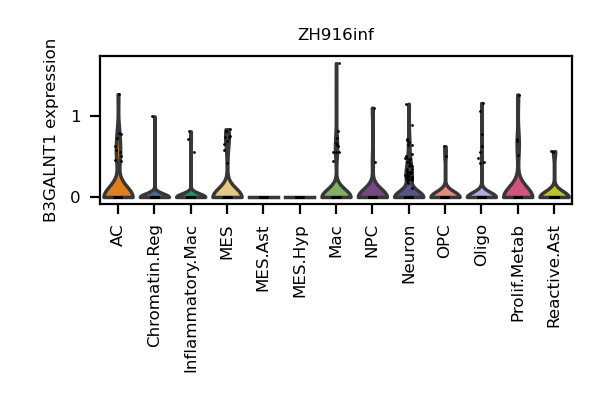 ZH916inf
B3GALNT1 expression
1
0
AC
Chromatin.Reg
Inflammatory.Mac
MES
MES.Ast
MES.Hyp
Mac
NPC
Neuron
OPC
Oligo
Prolif.Metab
Reactive.Ast